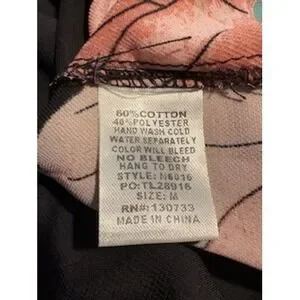 60%COTTON
40%POLYESTER
HAND WASH COLD
WATER SEPARATELY
COLOR WILL BLEED
NO BLEECH
HANG TO DRY
STYLE: N6016
PO:TL28916
SIZE: M
RN#: 130733
MADE IN CHINA